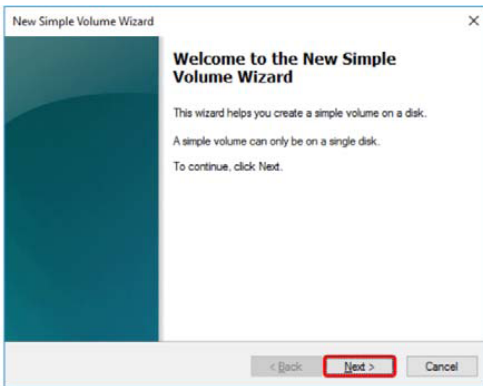 New Simple Volume Wizard
Welcome to the New Simple
Volume Wizard
This wizard helps you create a simple volume on a disk.
A simple volume can only be on a single disk.
To continue, click Next.
< Back
Next >
Cancel